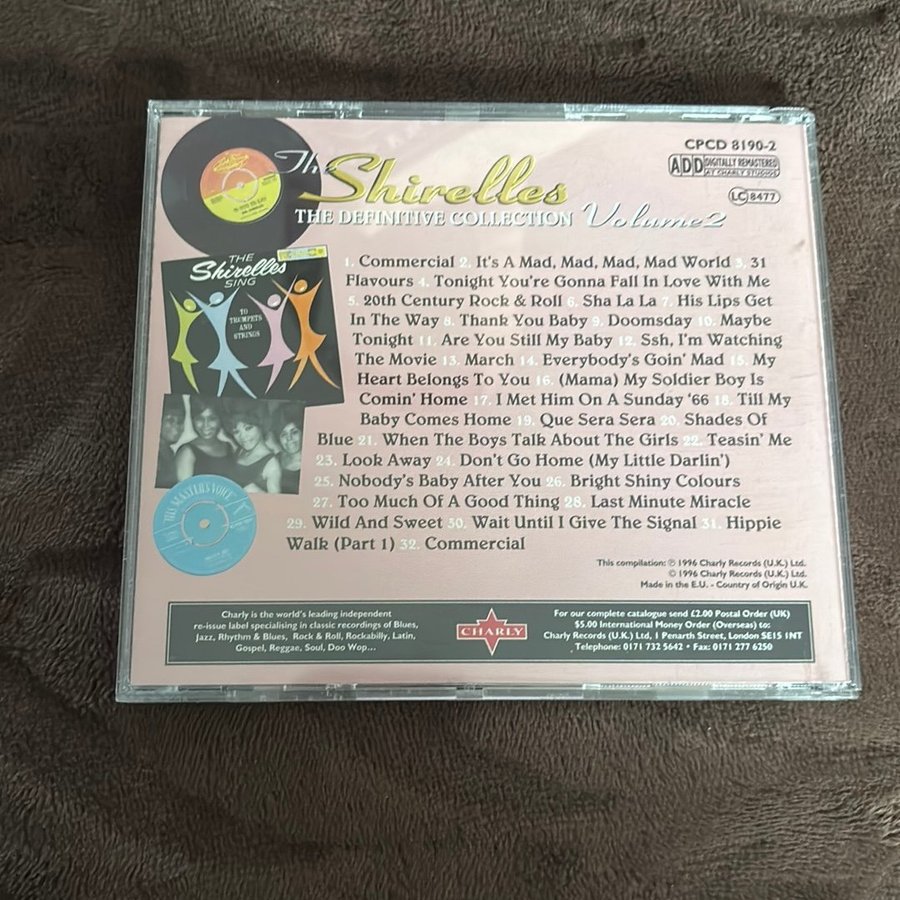 CPCD 8190-2
ADD DIGITALLY REMASTERED
AT CHARLY STUDIOS
LC 8477
The Shirelles
THE DEFINITIVE COLLECTION Volume 2
THE
Shirelles
SING
TO
TRUMPETS
AND
STRINGS
1. Commercial 2. It's A Mad, Mad, Mad, Mad World 3. 31
Flavours 4. Tonight You're Gonna Fall In Love With Me
5. 20th Century Rock & Roll 6. Sha La La 7. His Lips Get
In The Way 8. Thank You Baby 9. Doomsday 10. Maybe
Tonight 11. Are You Still My Baby 12. Ssh, I'm Watching
The Movie 13. March 14. Everybody's Goin' Mad 15. My
Heart Belongs To You 16. (Mama) My Soldier Boy Is
Comin' Home 17. I Met Him On A Sunday '66 18. Till My
Baby Comes Home 19. Que Sera Sera 20. Shades Of
Blue 21. When The Boys Talk About The Girls 22. Teasin' Me
23. Look Away 24. Don't Go Home (My Little Darlin')
25. Nobody's Baby After You 26. Bright Shiny Colours
27. Too Much Of A Good Thing 28. Last Minute Miracle
29. Wild And Sweet 30. Wait Until I Give The Signal 31. Hippie
Walk (Part 1) 32. Commercial
HIS MASTER'S VOICE
This compilation: ℗ 1996 Charly Records (U.K.) Ltd.
© 1996 Charly Records (U.K.) Ltd.
Made in the E.U. - Country of Origin U.K.
Charly is the world's leading independent
re-issue label specialising in classic recordings of Blues,
Jazz, Rhythm & Blues, Rock & Roll, Rockabilly, Latin,
Gospel, Reggae, Soul, Doo Wop...
CHARLY
For our complete catalogue send £2.00 Postal Order (UK)
$5.00 International Money Order (Overseas) to:
Charly Records (U.K.) Ltd, 1 Penarth Street, London SE15 1NT
Telephone: 0171 732 5642 • Fax: 0171 277 6250